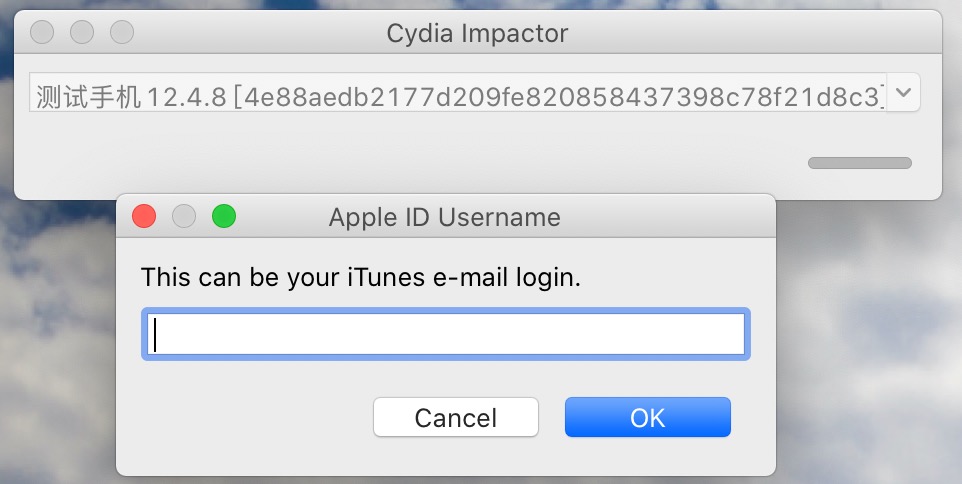 Cydia Impactor
测试手机 12.4.8 [4e88aedb2177d209fe820858437398c78f21d8c3]
Apple ID Username
This can be your iTunes e-mail login.
Cancel
OK